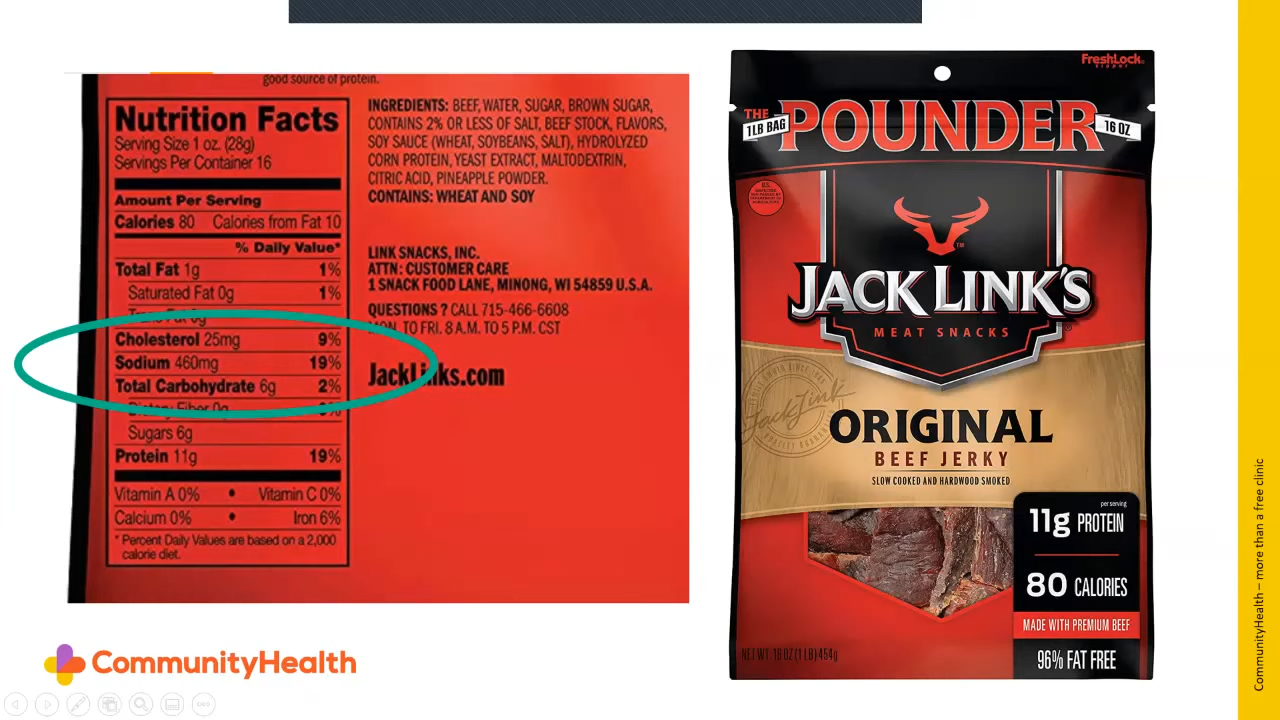 good source of protein.
Nutrition Facts
Serving Size 1 oz. (28g)
Servings Per Container 16
Amount Per Serving
Calories 80 Calories from Fat 10
% Daily Value*
Total Fat 1g 1%
Saturated Fat 0g 1%
Trans Fat 0g
Cholesterol 25mg 9%
Sodium 460mg 19%
Total Carbohydrate 6g 2%
Dietary Fiber 0g 0%
Sugars 6g
Protein 11g 19%
Vitamin A 0% • Vitamin C 0%
Calcium 0% • Iron 6%
* Percent Daily Values are based on a 2,000
calorie diet.
INGREDIENTS: BEEF, WATER, SUGAR, BROWN SUGAR,
CONTAINS 2% OR LESS OF SALT, BEEF STOCK, FLAVORS,
SOY SAUCE (WHEAT, SOYBEANS, SALT), HYDROLYZED
CORN PROTEIN, YEAST EXTRACT, MALTODEXTRIN,
CITRIC ACID, PINEAPPLE POWDER.
CONTAINS: WHEAT AND SOY
LINK SNACKS, INC.
ATTN: CUSTOMER CARE
1 SNACK FOOD LANE, MINONG, WI 54859 U.S.A.
QUESTIONS ? CALL 715-466-6608
MON. TO FRI. 8 A.M. TO 5 P.M. CST
JackLinks.com
FreshLock
zipper
THE
1LB BAG
POUNDER
16 OZ
JACK LINK'S
™
MEAT SNACKS
®
ORIGINAL
BEEF JERKY
SLOW COOKED AND HARDWOOD SMOKED
per serving
11g PROTEIN
80 CALORIES
MADE WITH PREMIUM BEEF
96% FAT FREE
NET WT. 16 OZ (1 LB) 454g
CommunityHealth
CommunityHealth – more than a free clinic